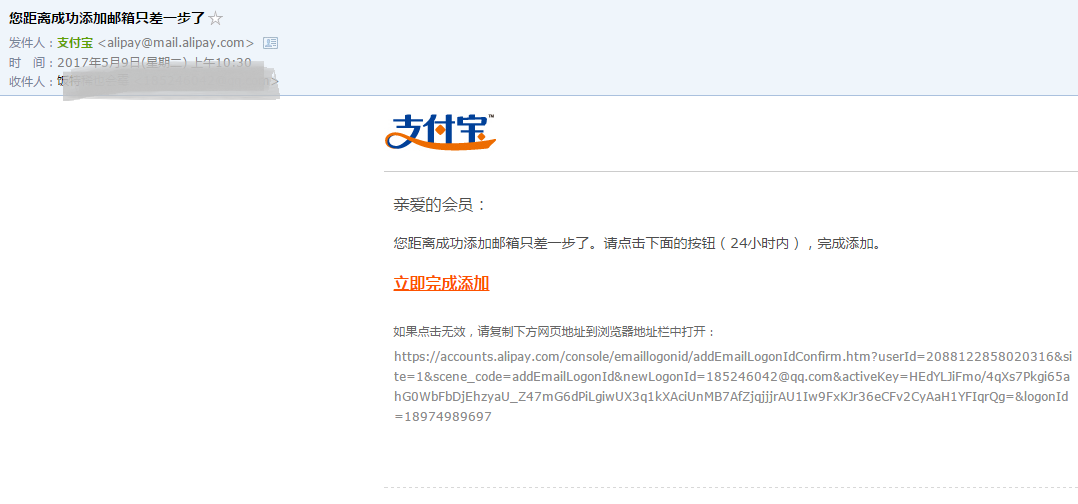 您距离成功添加邮箱只差一步了☆
发件人：支付宝 <alipay@mail.alipay.com>
时 间：2017年5月9日(星期二) 上午10:30
收件人：
支付宝™
亲爱的会员：
您距离成功添加邮箱只差一步了。请点击下面的按钮（24小时内），完成添加。
立即完成添加
如果点击无效，请复制下方网页地址到浏览器地址栏中打开：
https://accounts.alipay.com/console/emaillogonid/addEmailLogonIdConfirm.htm?userId=2088122858020316&si
te=1&scene_code=addEmailLogonId&newLogonId=185246042@qq.com&activeKey=HEdYLJiFmo/4qXs7Pkgi65a
hG0WbFbDjEhzyaU_Z47mG6dPiLgiwUX3q1kXAciUnMB7AfZjqjjjrAU1Iw9FxKJr36eCFv2CyAaH1YFIqrQg=&logonId
=18974989697